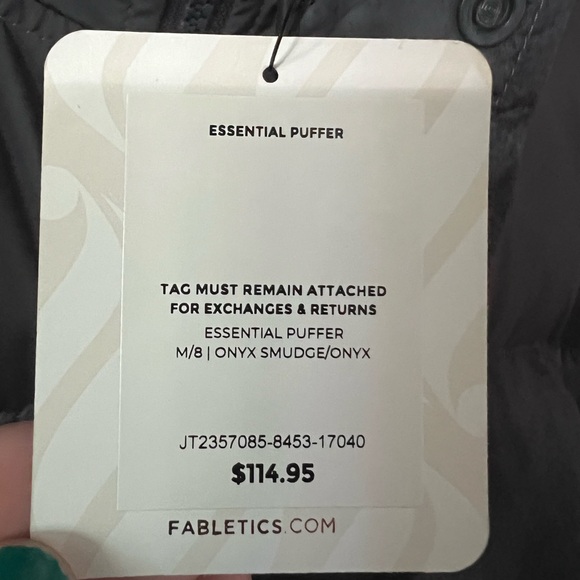 ESSENTIAL PUFFER
TAG MUST REMAIN ATTACHED
FOR EXCHANGES & RETURNS
ESSENTIAL PUFFER
M/8 | ONYX SMUDGE/ONYX
JT2357085-8453-17040
$114.95
FABLETICS.COM